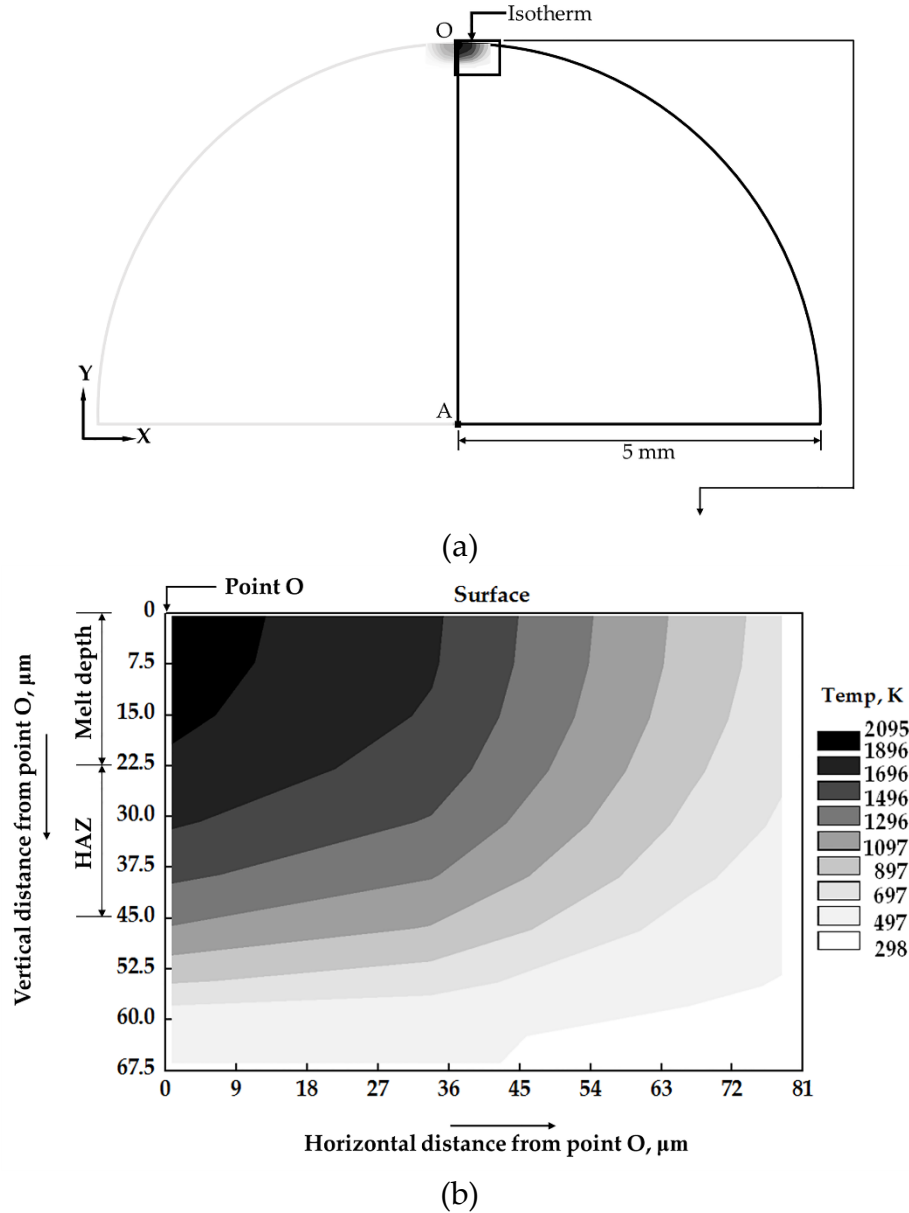 Isotherm
O
Y
X
A
5 mm
(a)
Point O
Surface
0
7.5
15.0
22.5
30.0
37.5
45.0
52.5
60.0
67.5
Vertical distance from point O, µm
Melt depth
HAZ
0 9 18 27 36 45 54 63 72 81
Horizontal distance from point O, µm
Temp, K
2095
1896
1696
1496
1296
1097
897
697
497
298
(b)